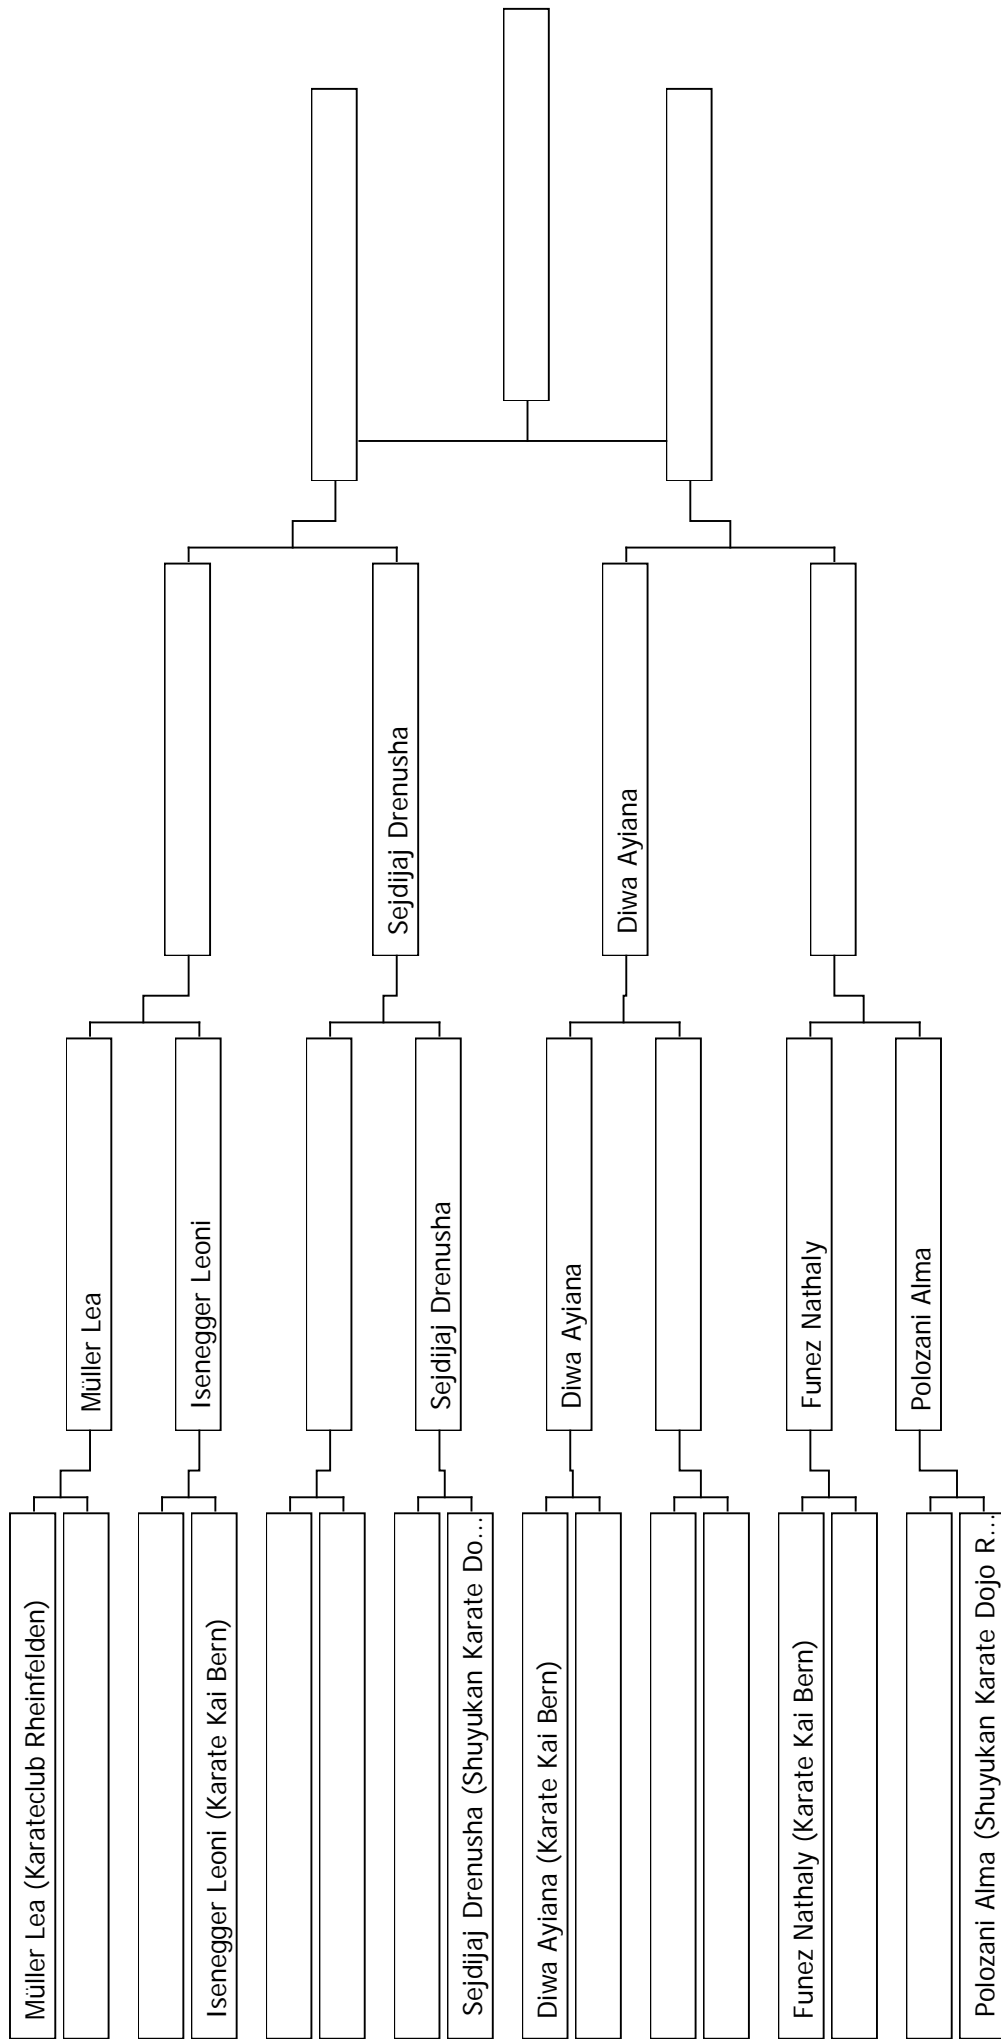 Müller Lea (Karateclub Rheinfelden)
Isenegger Leoni (Karate Kai Bern)
Sejdijaj Drenusha (Shuyukan Karate Do...
Diwa Ayiana (Karate Kai Bern)
Funez Nathaly (Karate Kai Bern)
Polozani Alma (Shuyukan Karate Dojo R...
Müller Lea
Isenegger Leoni
Sejdijaj Drenusha
Diwa Ayiana
Funez Nathaly
Polozani Alma
Sejdijaj Drenusha
Diwa Ayiana